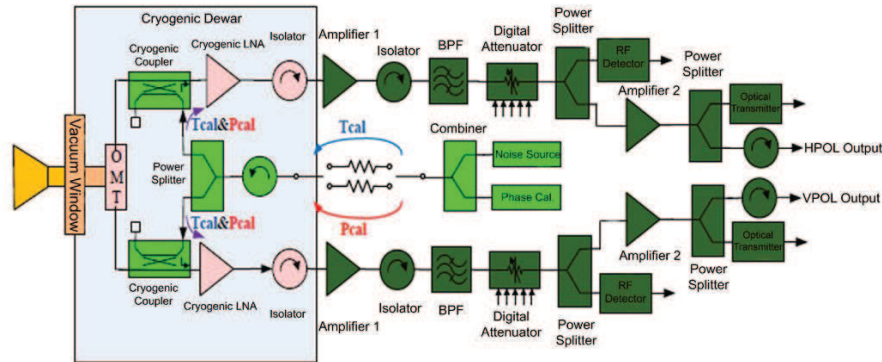 Cryogenic Dewar
Cryogenic
Coupler
Cryogenic LNA
Isolator
Amplifier 1
Isolator
BPF
Digital
Attenuator
Power
Splitter
RF
Detector
Power
Splitter
Amplifier 2
Optical
Transmitter
HPOL Output
Tcal&Pcal
Tcal
Combiner
Noise Source
Vacuum Window
OMT
Power
Splitter
Phase Cal.
VPOL Output
Tcal&Pcal
Pcal
Optical
Transmitter
Amplifier 2
Power
Splitter
RF
Detector
Cryogenic
Coupler
Cryogenic LNA
Isolator
Amplifier 1
Isolator
BPF
Digital
Attenuator
Power
Splitter